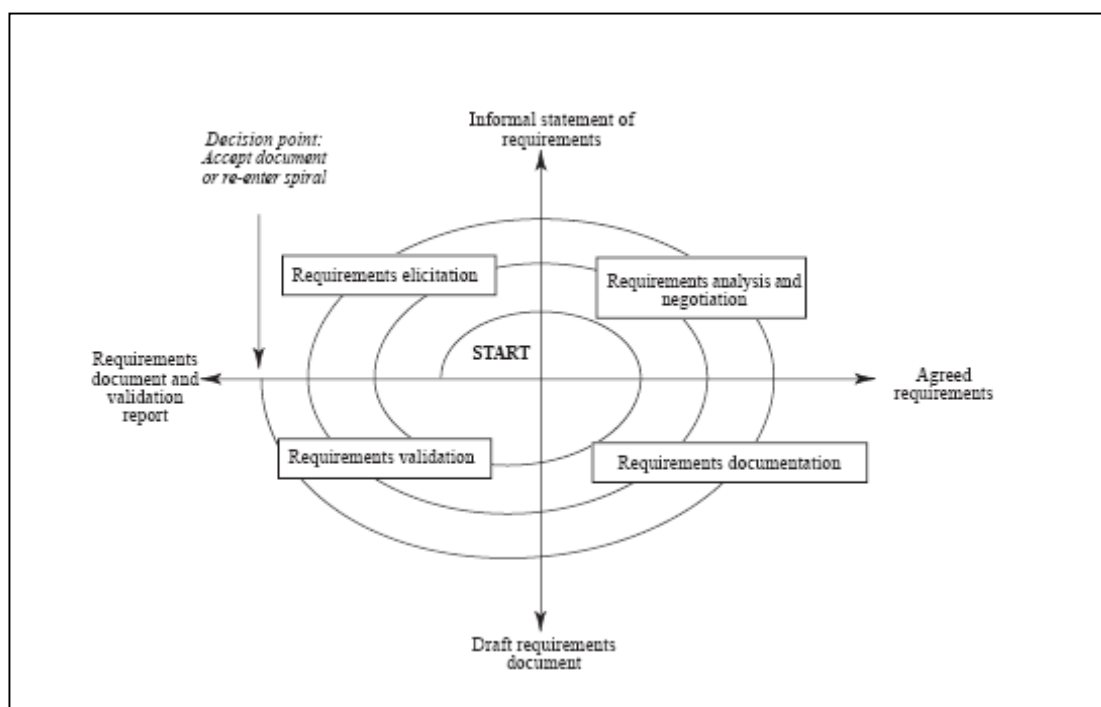 Informal statement of
requirements
Decision point:
Accept document
or re-enter spiral
Requirements elicitation
Requirements analysis and
negotiation
START
Requirements
document and
validation
report
Agreed
requirements
Requirements validation
Requirements documentation
Draft requirements
document